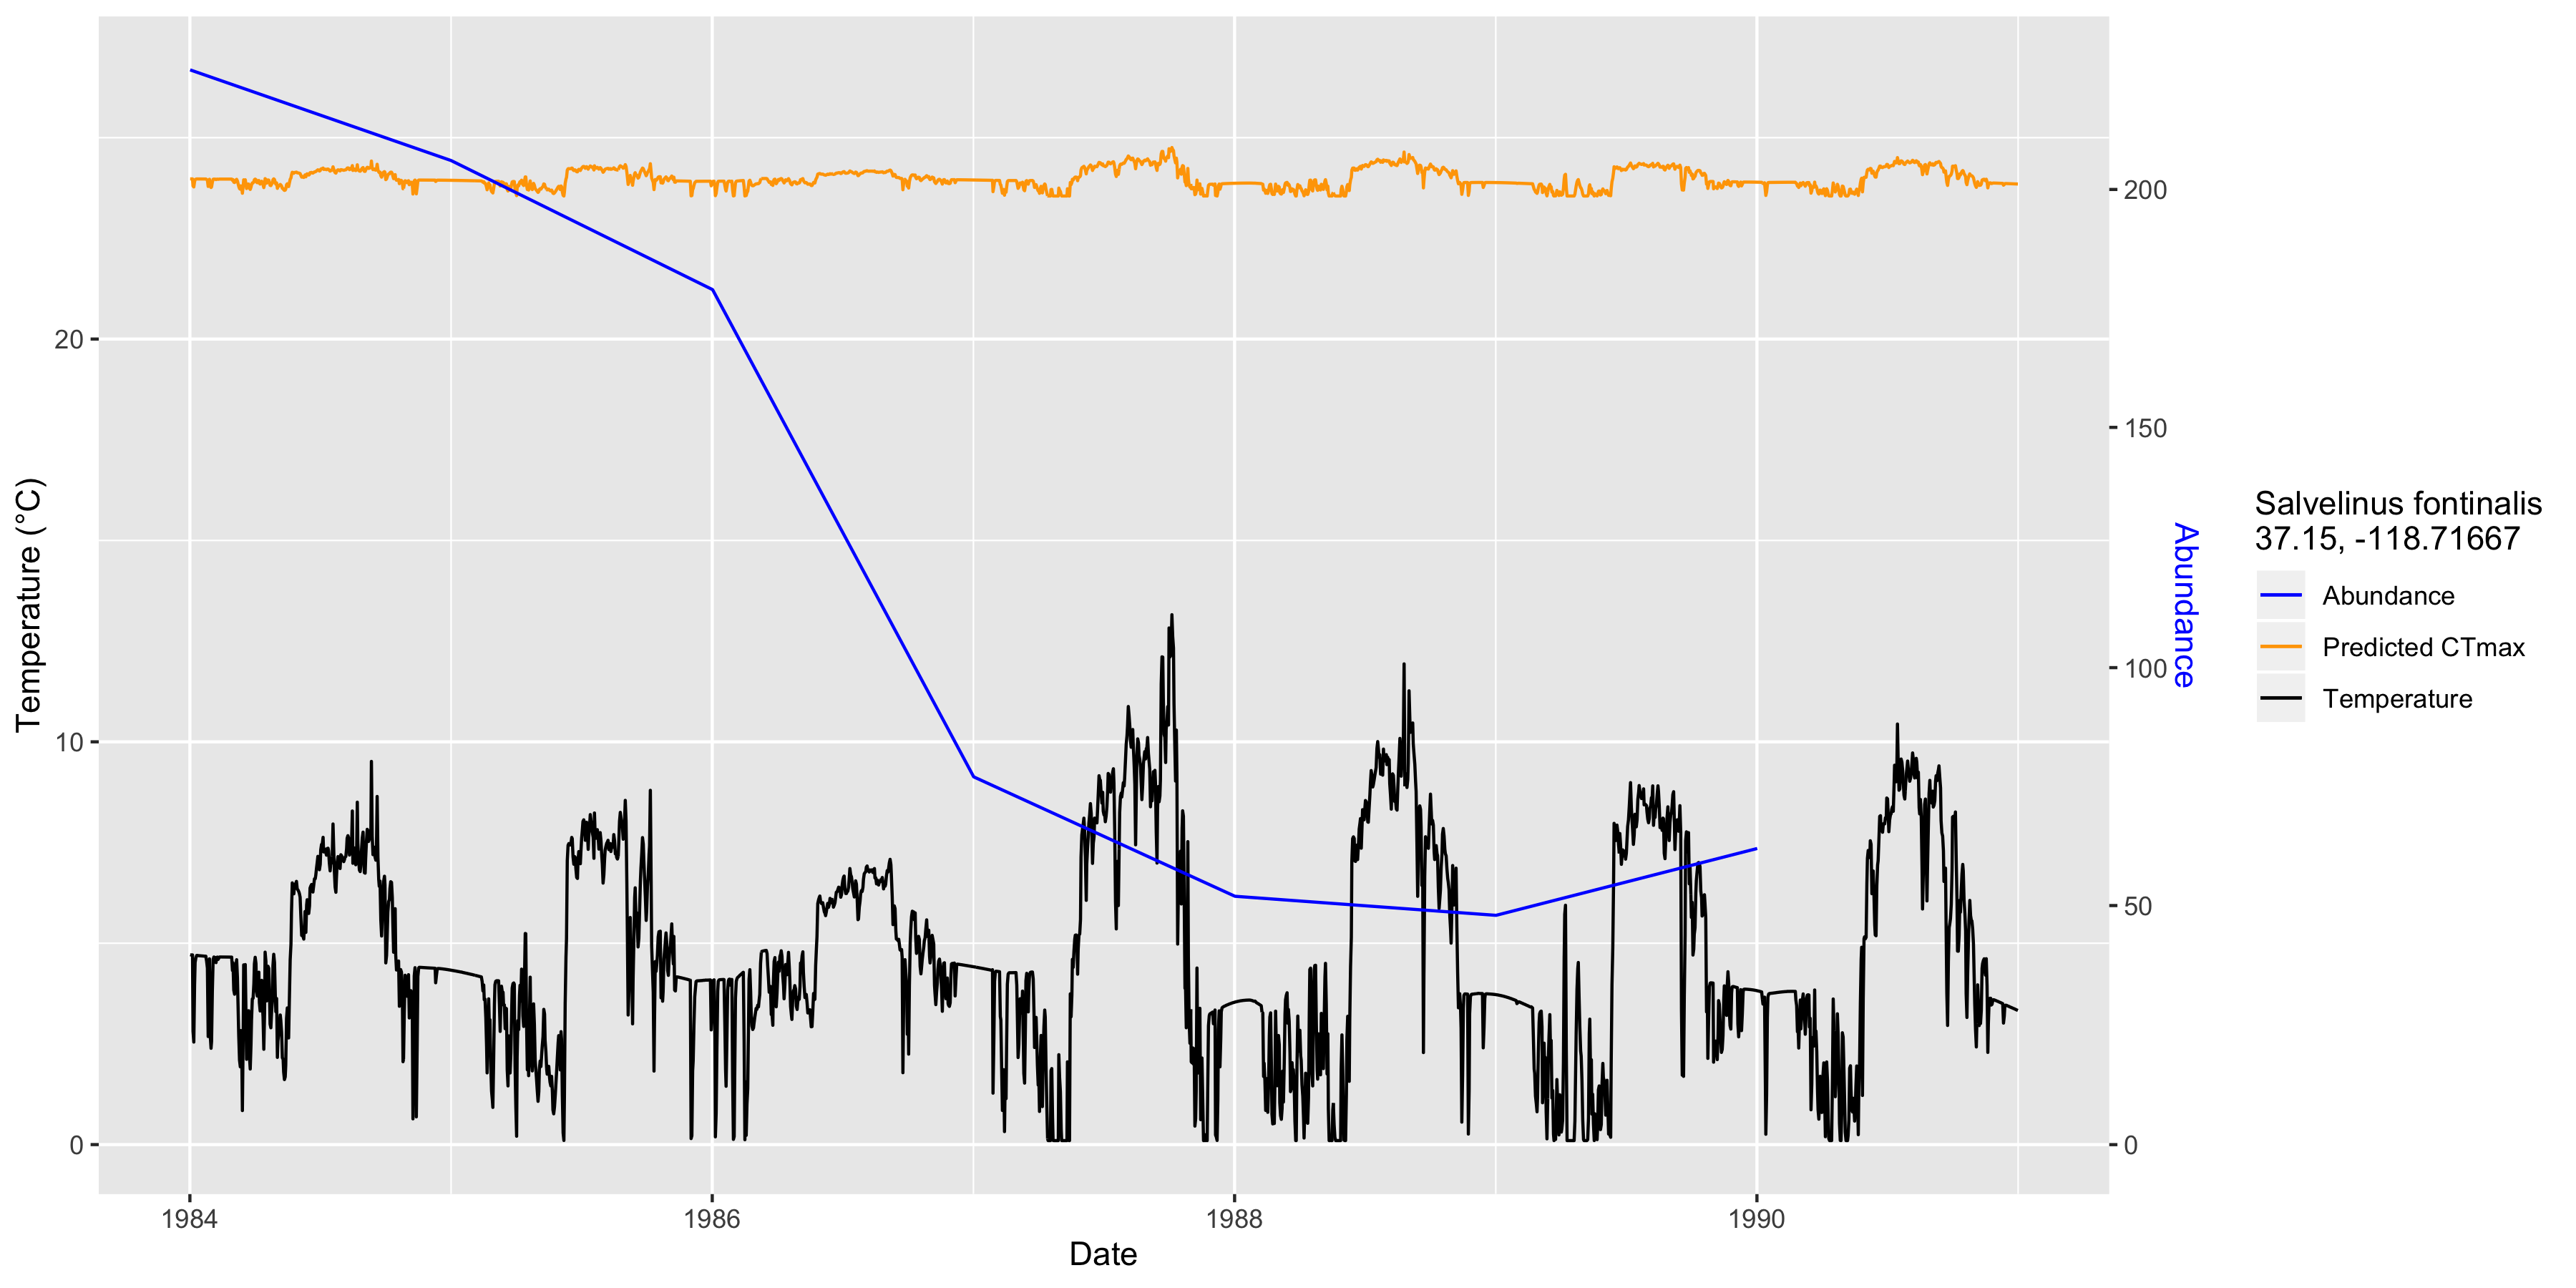 Temperature (°C)
20
10
0
1984
1986
1988
1990
Date
200
150
100
50
0
Abundance
Salvelinus fontinalis
37.15, -118.71667
Abundance
Predicted CTmax
Temperature